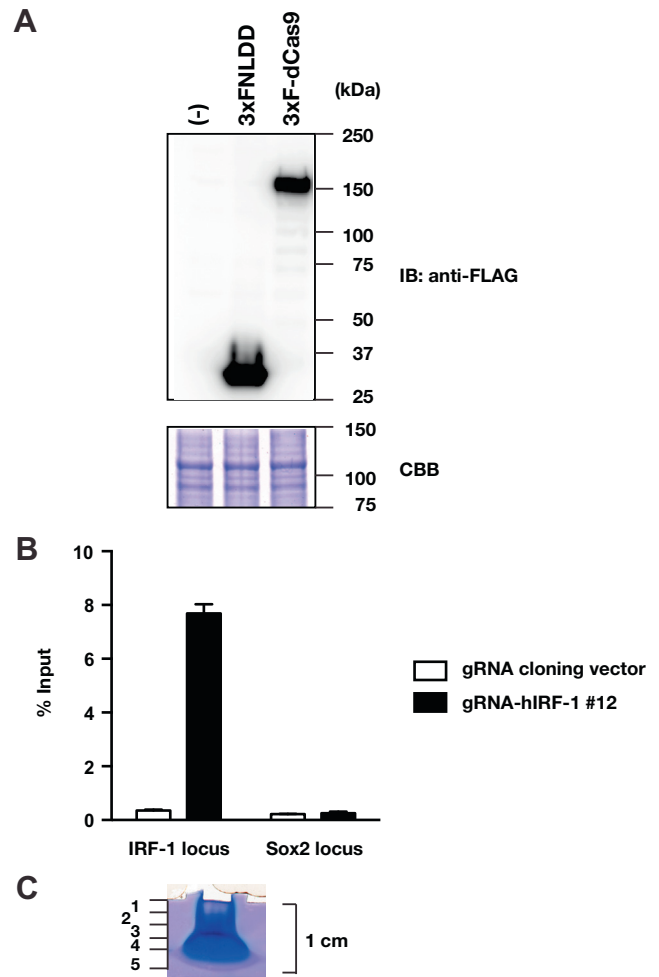 A
(-)
3xFNLDD
3xF-dCas9
(kDa)
250
150
100
75
50
37
25
IB: anti-FLAG
150
100
75
CBB
B
% Input
10
8
6
4
2
0
IRF-1 locus
Sox2 locus
gRNA cloning vector
gRNA-hIRF-1 #12
C
1
2
3
4
5
1 cm